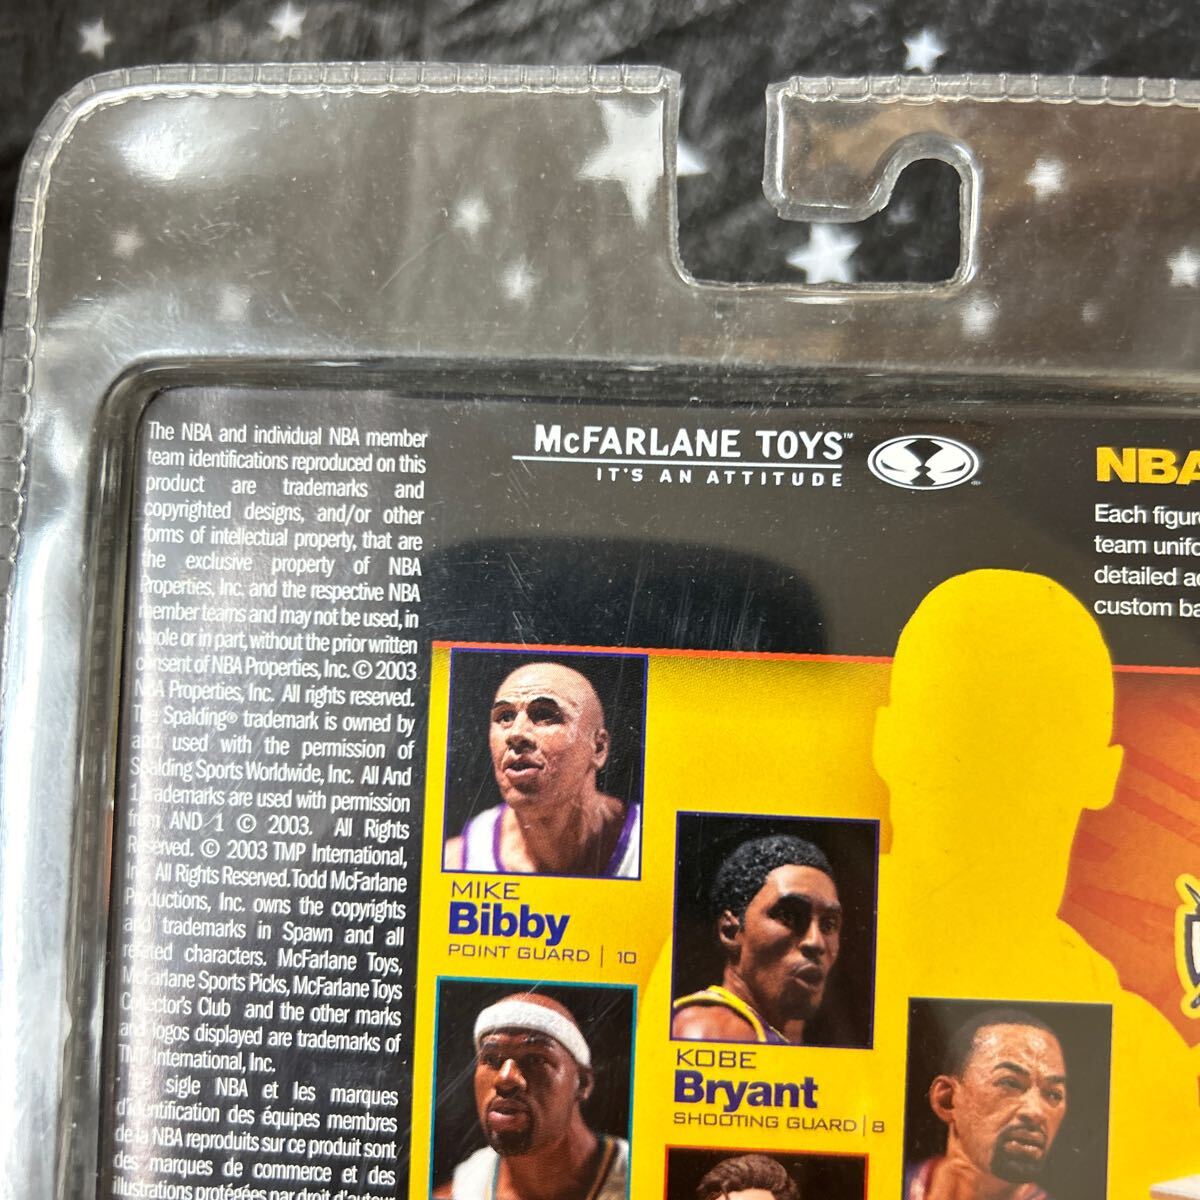 The NBA and individual NBA member
team identifications reproduced on this
product are trademarks and
copyrighted designs, and/or other
forms of intellectual property, that are
the exclusive property of NBA
Properties, Inc. and the respective NBA
member teams and may not be used, in
whole or in part, without the prior written
consent of NBA Properties, Inc. © 2003
NBA Properties, Inc. All rights reserved.
The Spalding® trademark is owned by
and used with the permission of
Spalding Sports Worldwide, Inc. All And
1 trademarks are used with permission
from AND 1 © 2003. All Rights
Reserved. © 2003 TMP International,
Inc. All Rights Reserved. Todd McFarlane
Productions, Inc. owns the copyrights
and trademarks in Spawn and all
related characters. McFarlane Toys,
McFarlane Sports Picks, McFarlane Toys
Collector's Club and the other marks
and logos displayed are trademarks of
TMP International, Inc.
Le sigle NBA et les marques
d'identification des équipes membres
de la NBA reproduits sur ce produit sont
des marques de commerce et des
illustrations protégées par droit d'auteur
McFARLANE TOYS™
IT'S AN ATTITUDE
NBA
Each figur
team unifo
detailed ac
custom ba
MIKE
Bibby
POINT GUARD | 10
KOBE
Bryant
SHOOTING GUARD | 8